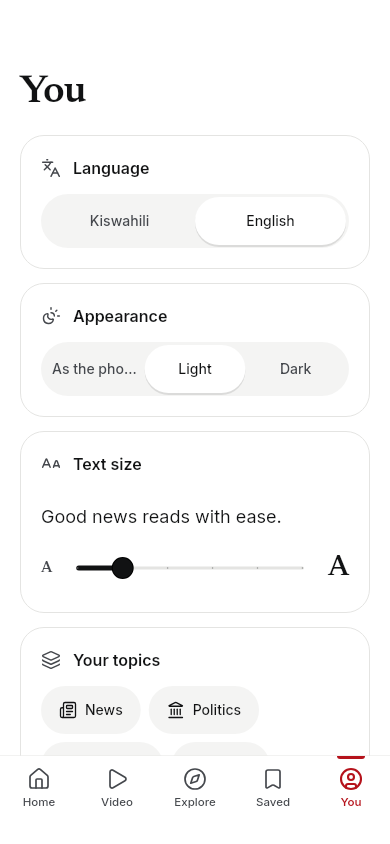 You
Language
Kiswahili English
Appearance
As the pho... Light Dark
Text size
Good news reads with ease.
A A
Your topics
News Politics
Home Video Explore Saved You